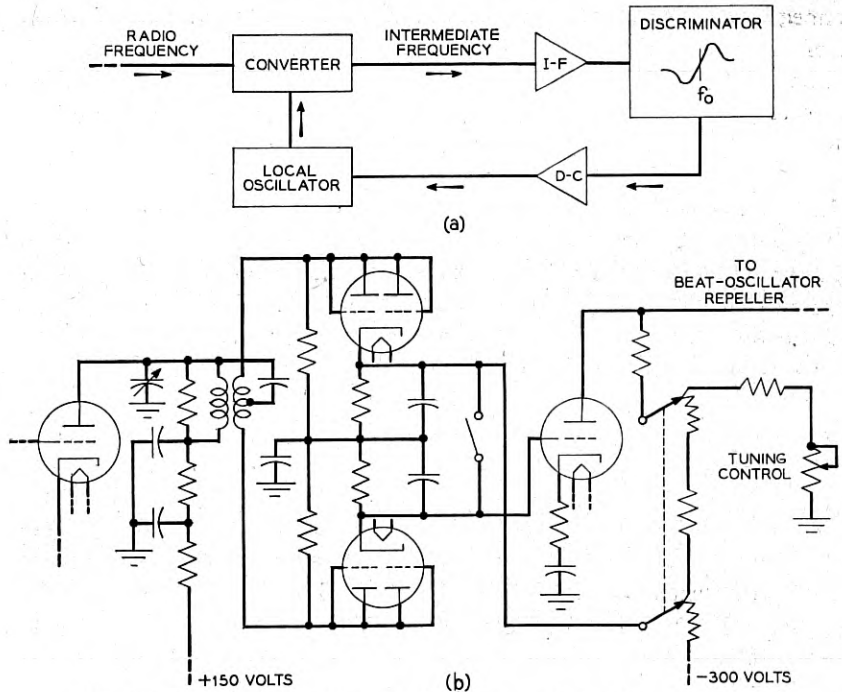 RADIO
FREQUENCY
CONVERTER
INTERMEDIATE
FREQUENCY
I-F
DISCRIMINATOR
f₀
LOCAL
OSCILLATOR
D-C
(a)
TO
BEAT-OSCILLATOR
REPELLER
TUNING
CONTROL
+150 VOLTS
(b)
-300 VOLTS